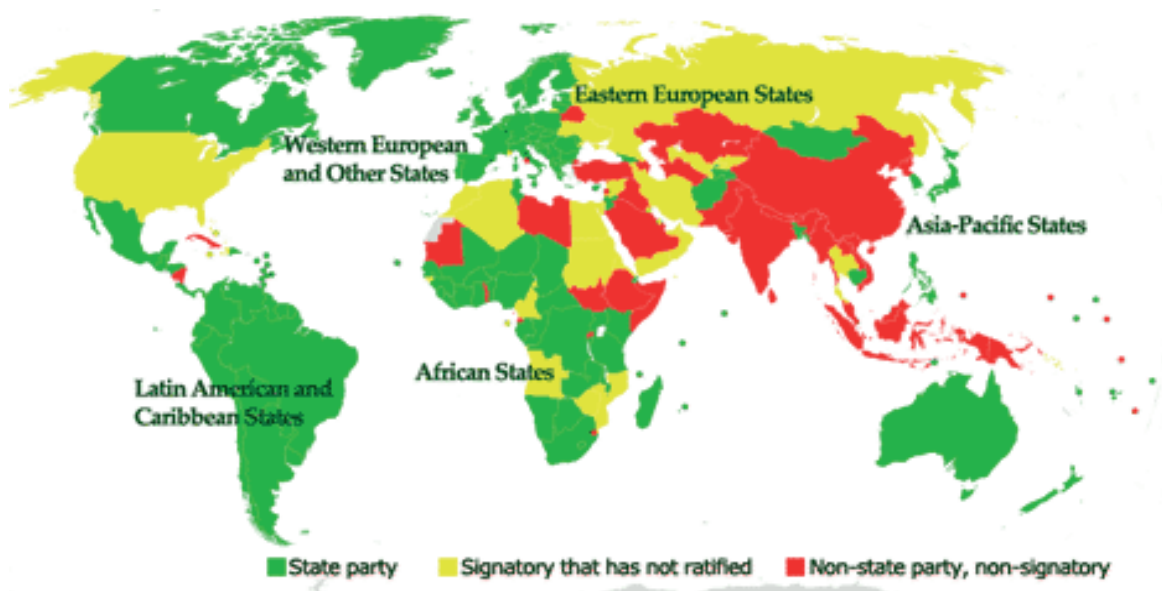 Eastern European States
Western European
and Other States
Asia-Pacific States
African States
Latin American and
Caribbean States
State party
Signatory that has not ratified
Non-state party, non-signatory